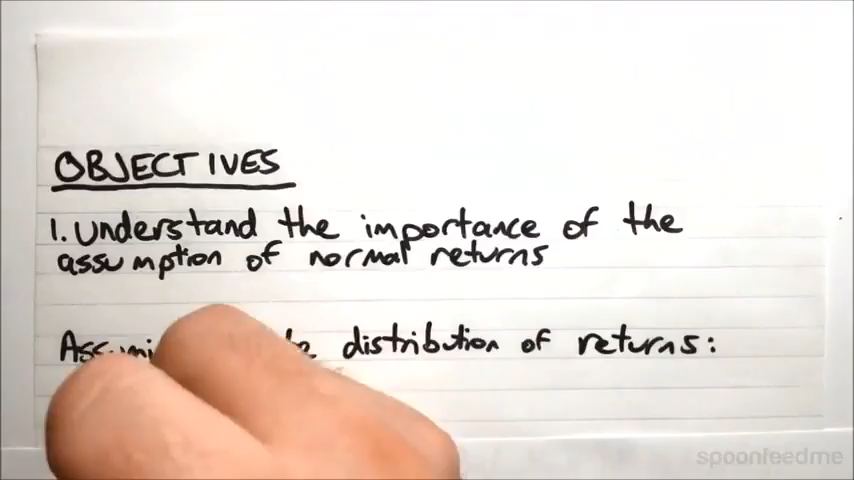 OBJECTIVES
1. Understand the importance of the
assumption of normal returns
distribution of returns:
spoonfeedme